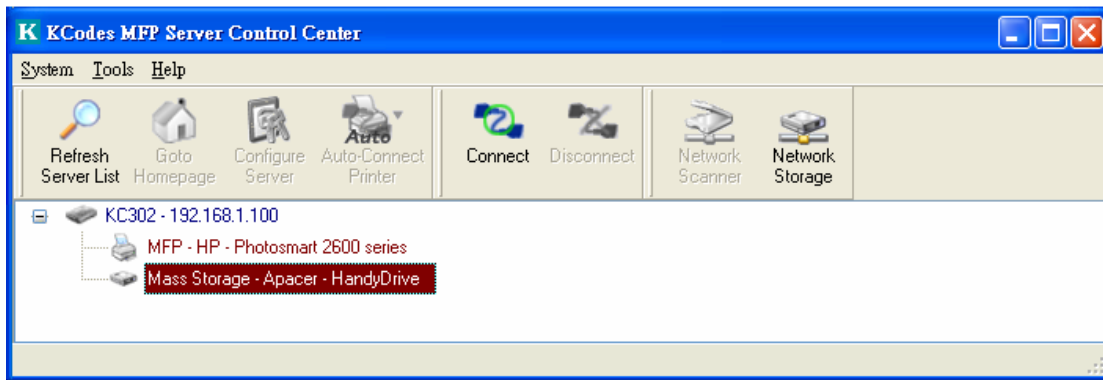 K KCodes MFP Server Control Center
System Tools Help
Refresh Server List
Goto Homepage
Configure Server
Auto
Auto-Connect Printer
Connect
Disconnect
Network Scanner
Network Storage
KC302 - 192.168.1.100
MFP - HP - Photosmart 2600 series
Mass Storage - Apacer - HandyDrive